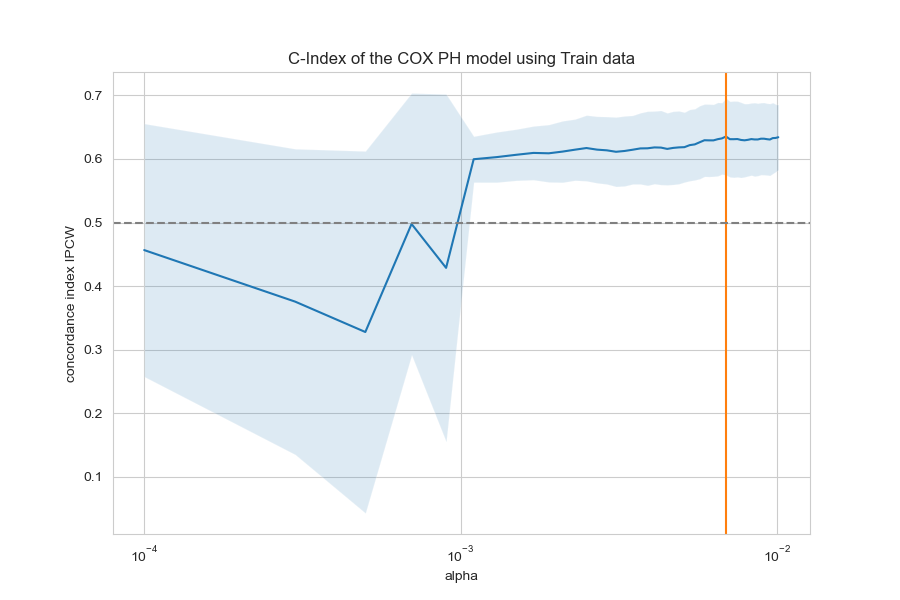 C-Index of the COX PH model using Train data
concordance index IPCW
0.7
0.6
0.5
0.4
0.3
0.2
0.1
10⁻⁴ 10⁻³ 10⁻²
alpha